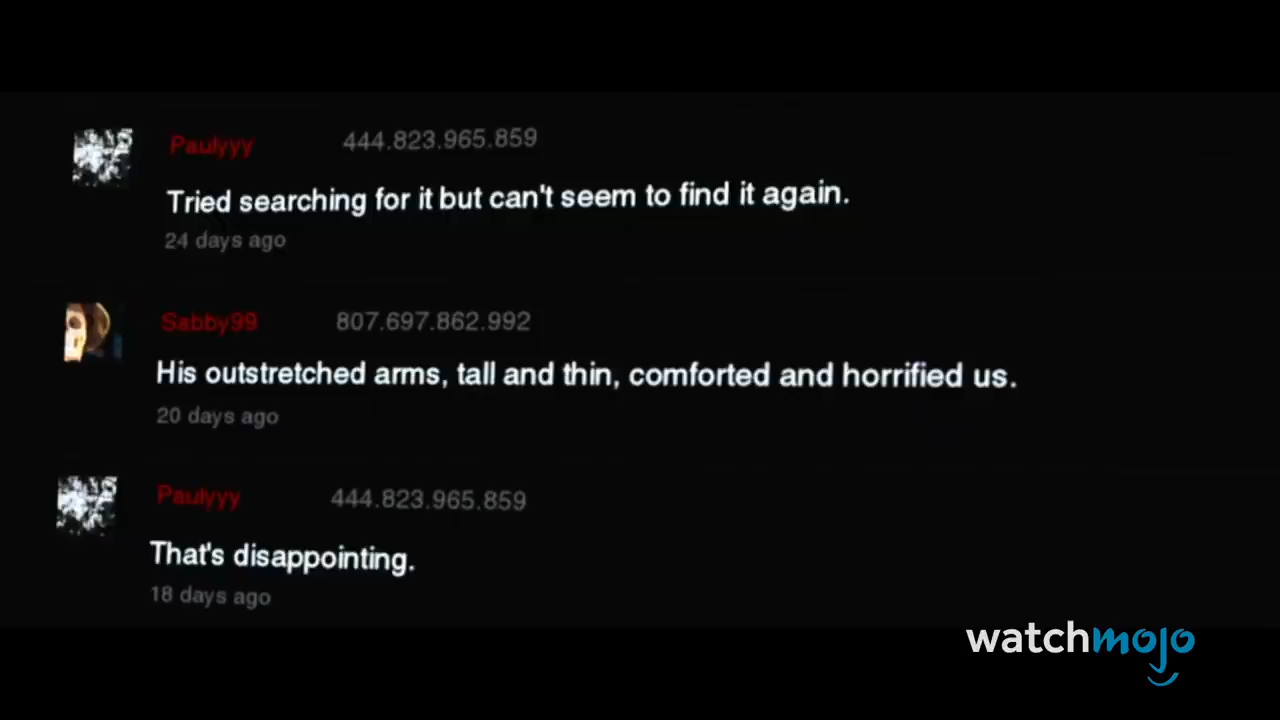 Paulyyy 444.823.965.859
Tried searching for it but can't seem to find it again.
24 days ago
Sabby99 807.697.862.992
His outstretched arms, tall and thin, comforted and horrified us.
20 days ago
Paulyyy 444.823.965.859
That's disappointing.
18 days ago
watchmojo